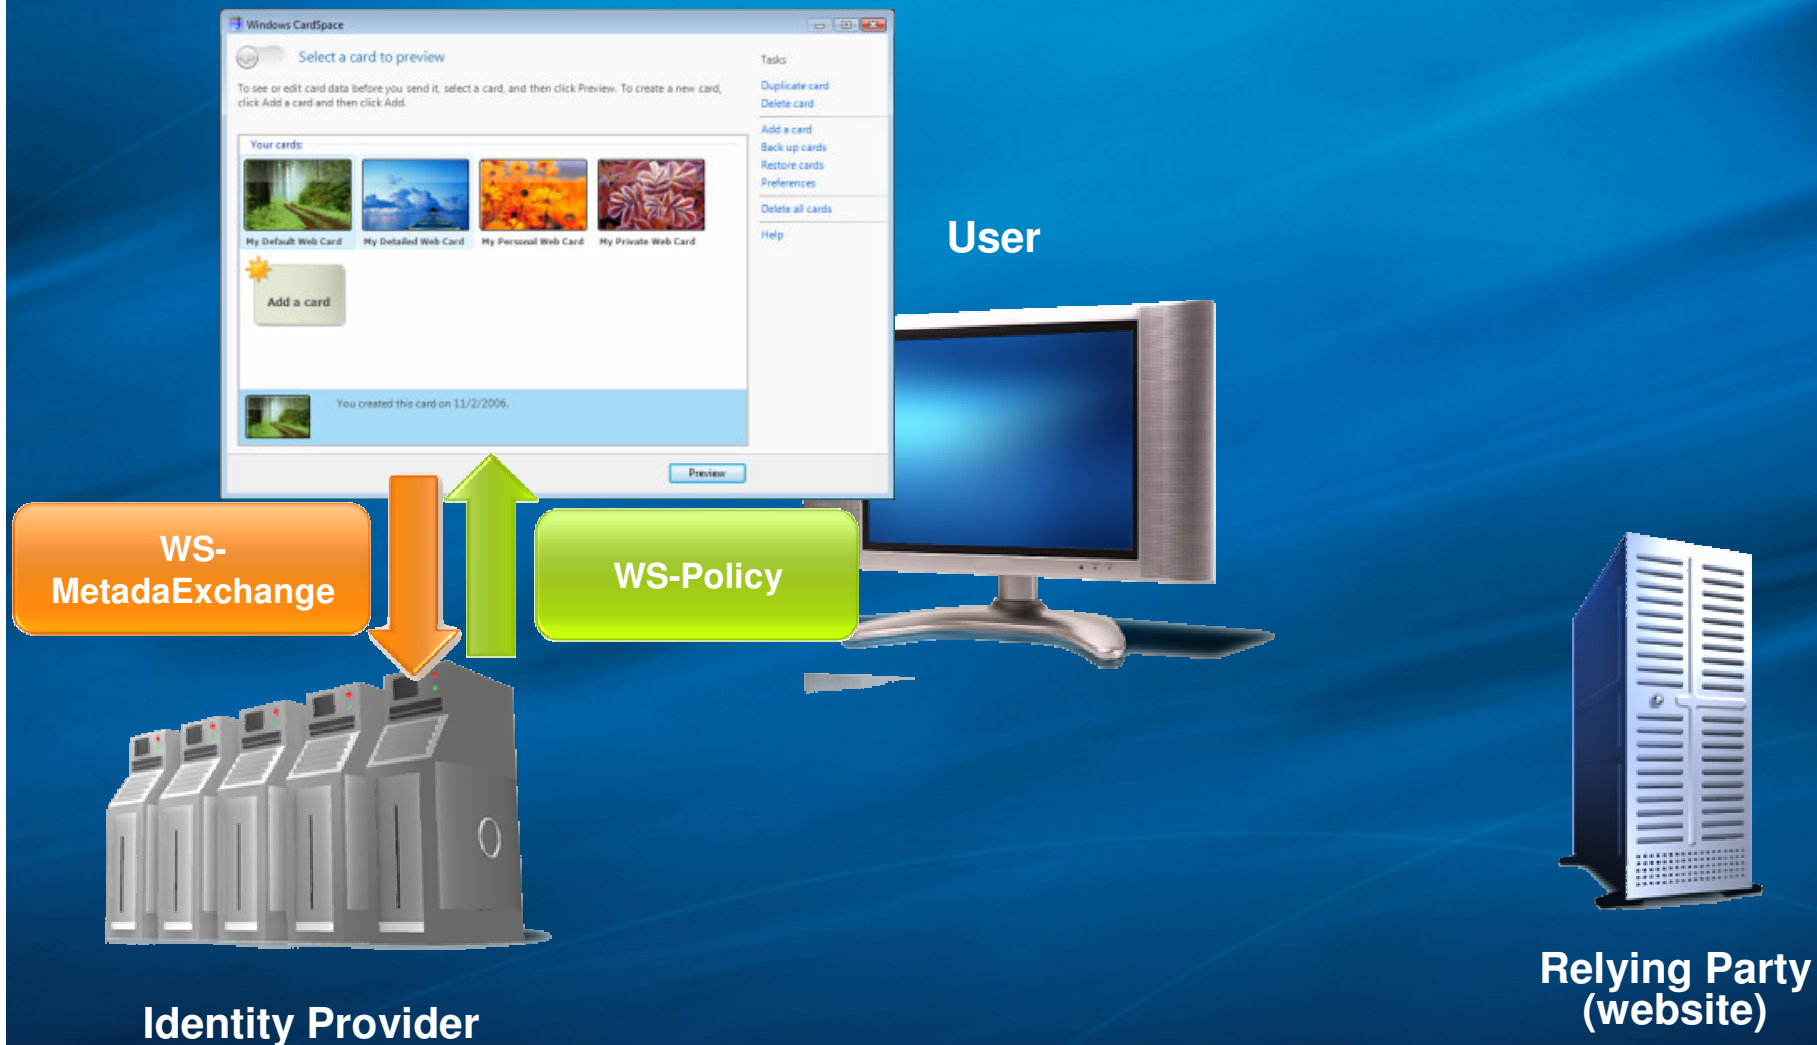 Windows CardSpace
Select a card to preview
To see or edit card data before you send it, select a card, and then click Preview. To create a new card,
click Add a card and then click Add.
Your cards:
My Default Web Card
My Detailed Web Card
My Personal Web Card
My Private Web Card
Add a card
You created this card on 11/2/2006.
Preview
Tasks
Duplicate card
Delete card
Add a card
Back up cards
Restore cards
Preferences
Delete all cards
Help
User
WS-
MetadaExchange
WS-Policy
Identity Provider
Relying Party
(website)